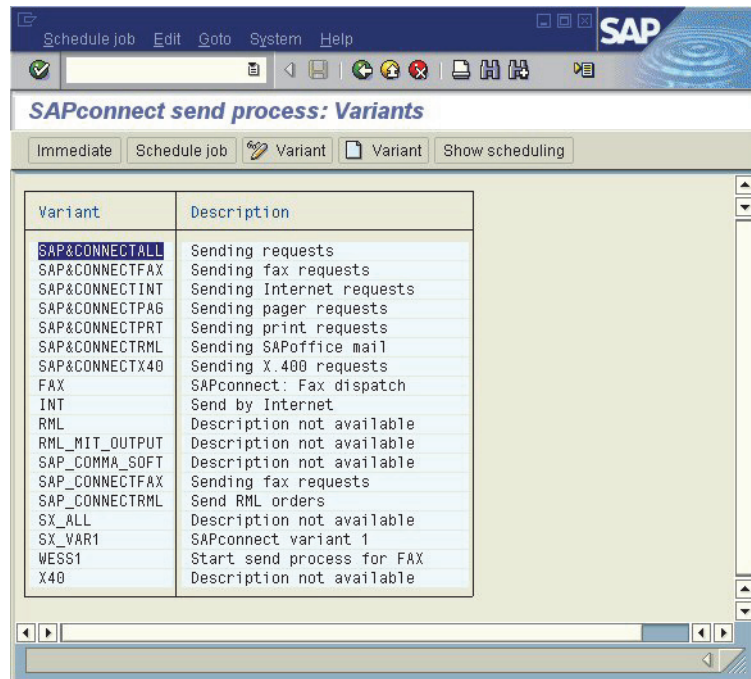 SAP
Schedule job Edit Goto System Help
SAPconnect send process: Variants
Immediate Schedule job Variant Variant Show scheduling
Variant Description
SAP&CONNECTALL Sending requests
SAP&CONNECTFAX Sending fax requests
SAP&CONNECTINT Sending Internet requests
SAP&CONNECTPAG Sending pager requests
SAP&CONNECTPRT Sending print requests
SAP&CONNECTRML Sending SAPoffice mail
SAP&CONNECTX40 Sending X.400 requests
FAX SAPconnect: Fax dispatch
INT Send by Internet
RML Description not available
RML_MIT_OUTPUT Description not available
SAP_COMMA_SOFT Description not available
SAP_CONNECTFAX Sending fax requests
SAP_CONNECTRML Send RML orders
SX_ALL Description not available
SX_VAR1 SAPconnect variant 1
WESS1 Start send process for FAX
X40 Description not available